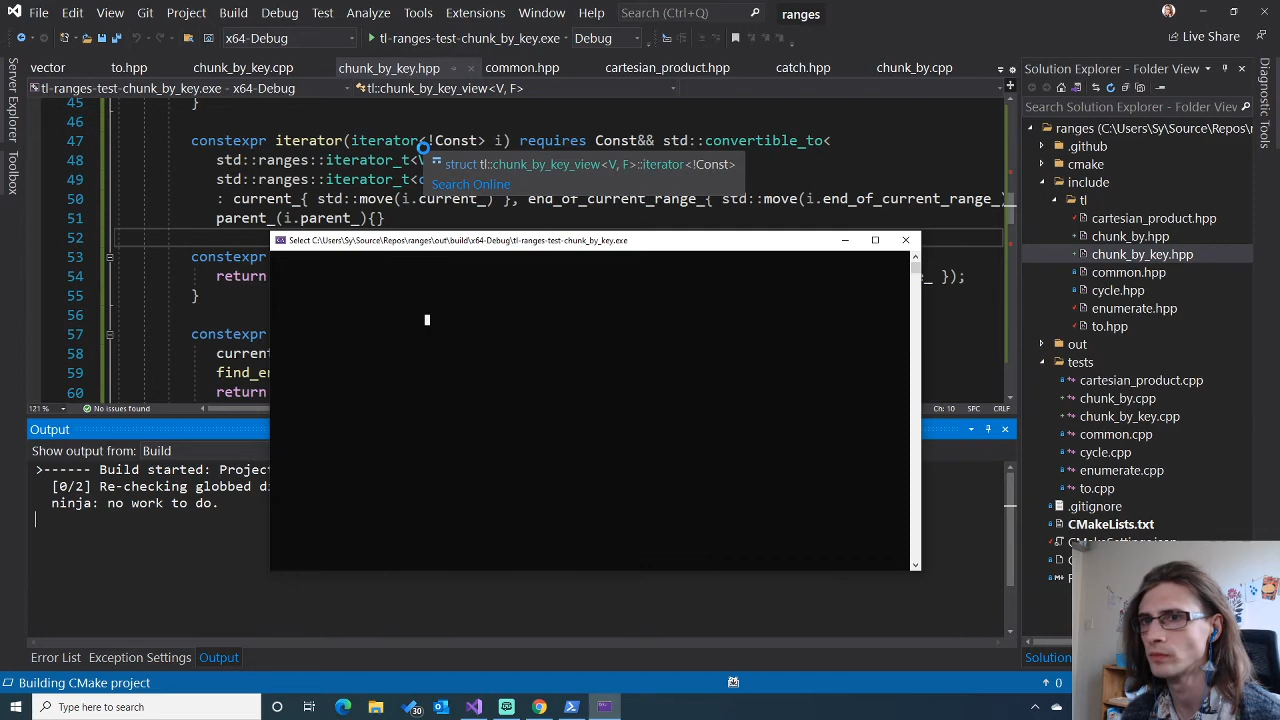 File Edit View Git Project Build Debug Test Analyze Tools Extensions Window Help Search (Ctrl+Q) ranges
x64-Debug tl-ranges-test-chunk_by_key.exe Debug Live Share
vector to.hpp chunk_by_key.cpp chunk_by_key.hpp common.hpp cartesian_product.hpp catch.hpp chunk_by.cpp
tl-ranges-test-chunk_by_key.exe x64-Debug tl::chunk_by_key_view<V, F>
45 }
46
47 constexpr iterator(iterator<!Const> i) requires Const&& std::convertible_to<
48 std::ranges::iterator_t<V
struct tl::chunk_by_key_view<V, F>::iterator<!Const>
49 std::ranges::iterator_t<c
Search Online
50 : current_{ std::move(i.current_) }, end_of_current_range_{ std::move(i.end_of_current_range_)
51 parent_(i.parent_){}
52
53 constexpr
54 return _ });
55 }
56
57 constexpr
58 current
59 find_en
60 return
121 % No issues found Ch: 10 SPC CRLF
Select C:\Users\Sy\Source\Repos\ranges\out\build\x64-Debug\tl-ranges-test-chunk_by_key.exe
Output
Show output from: Build
>------ Build started: Project
[0/2] Re-checking globbed di
ninja: no work to do.
Error List Exception Settings Output
Server Explorer
Toolbox
Solution Explorer - Folder View
Search Solution Explorer - Folder View
ranges (C:\Users\Sy\Source\Repos\r
.github
cmake
include
tl
cartesian_product.hpp
chunk_by.hpp
chunk_by_key.hpp
common.hpp
cycle.hpp
enumerate.hpp
to.hpp
out
tests
cartesian_product.cpp
chunk_by.cpp
chunk_by_key.cpp
common.cpp
cycle.cpp
enumerate.cpp
to.cpp
.gitignore
CMakeLists.txt
Solution
Diagnostic Tools
Building CMake project 0
Type here to search 30